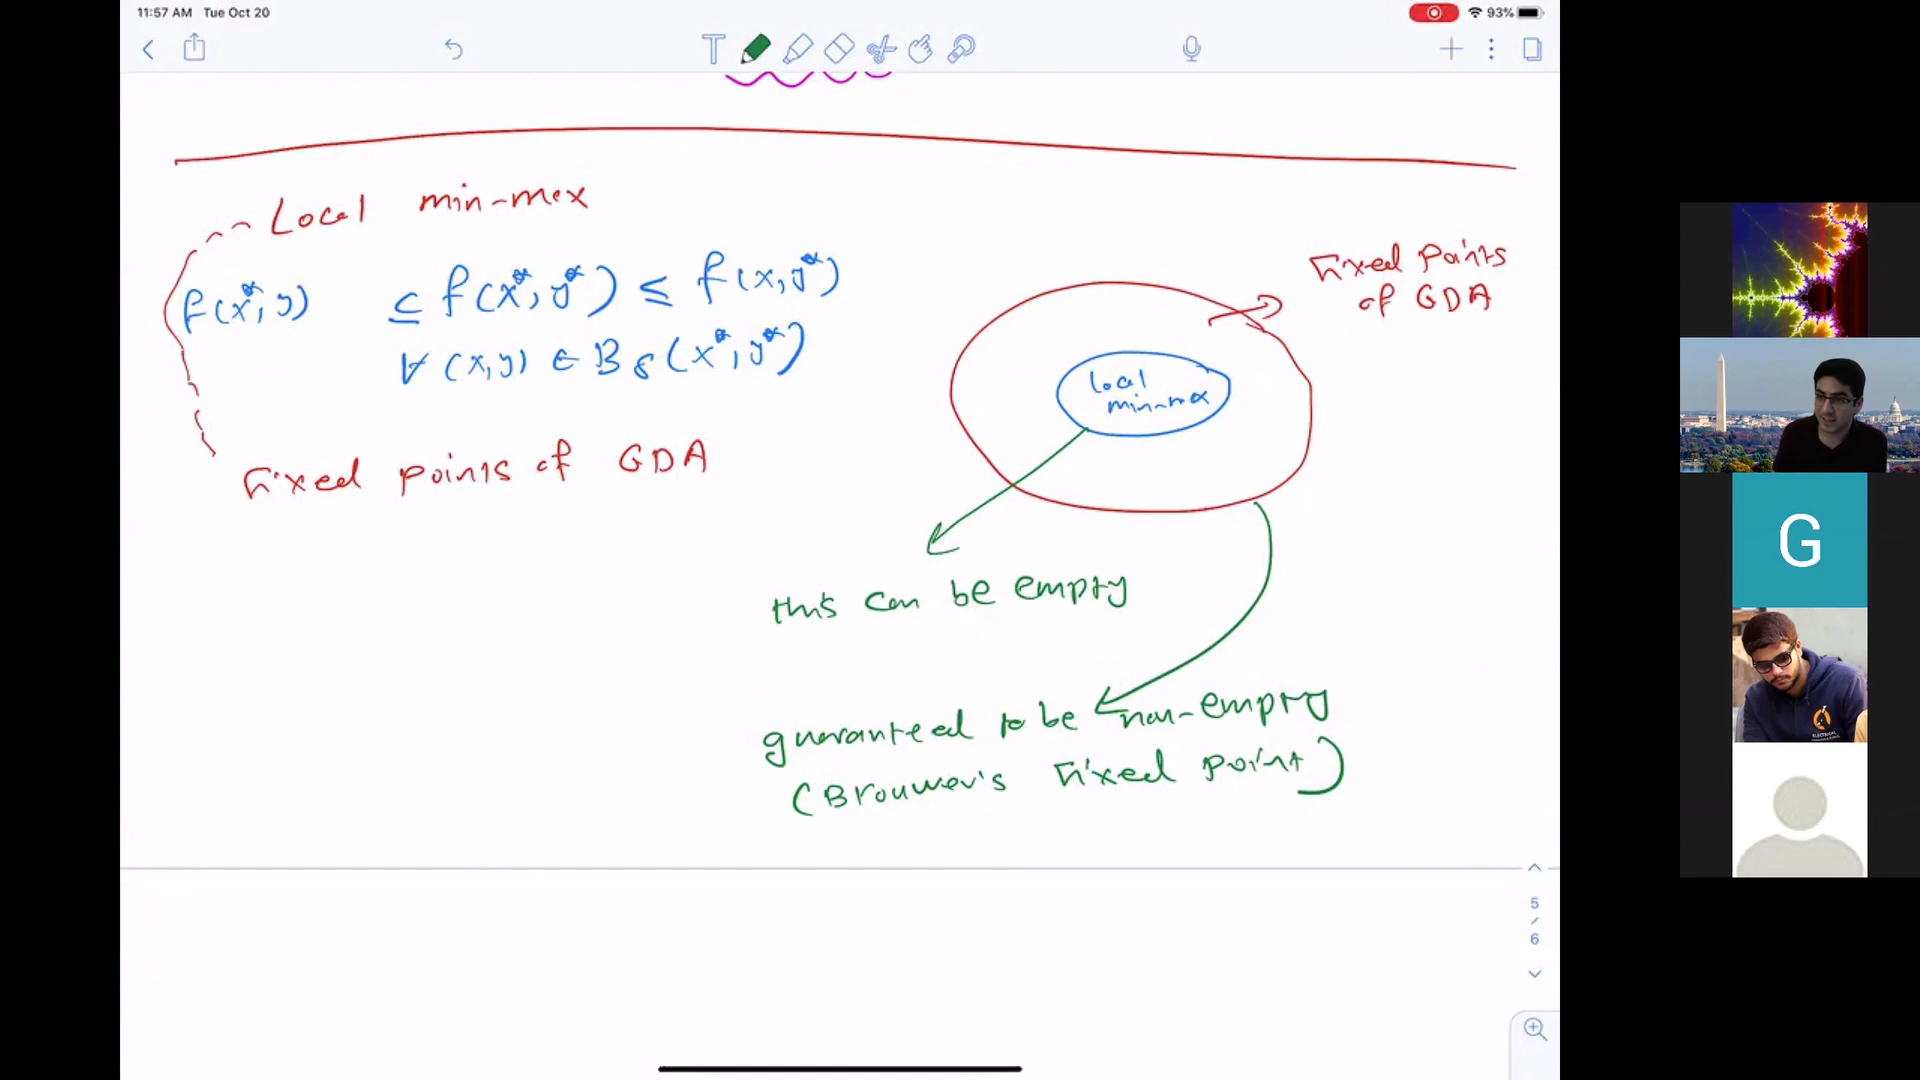 11:57 AM Tue Oct 20
93%
Local min-max
f(x*, y) ≤ f(x*, y*) ≤ f(x, y*)
∀ (x,y) ∈ B_δ(x*, y*)
Fixed points of GDA
Fixed points
of GDA
local
min-max
this can be empty
guaranteed to be non-empty
(Brouwer's Fixed point)
G
5
/
6